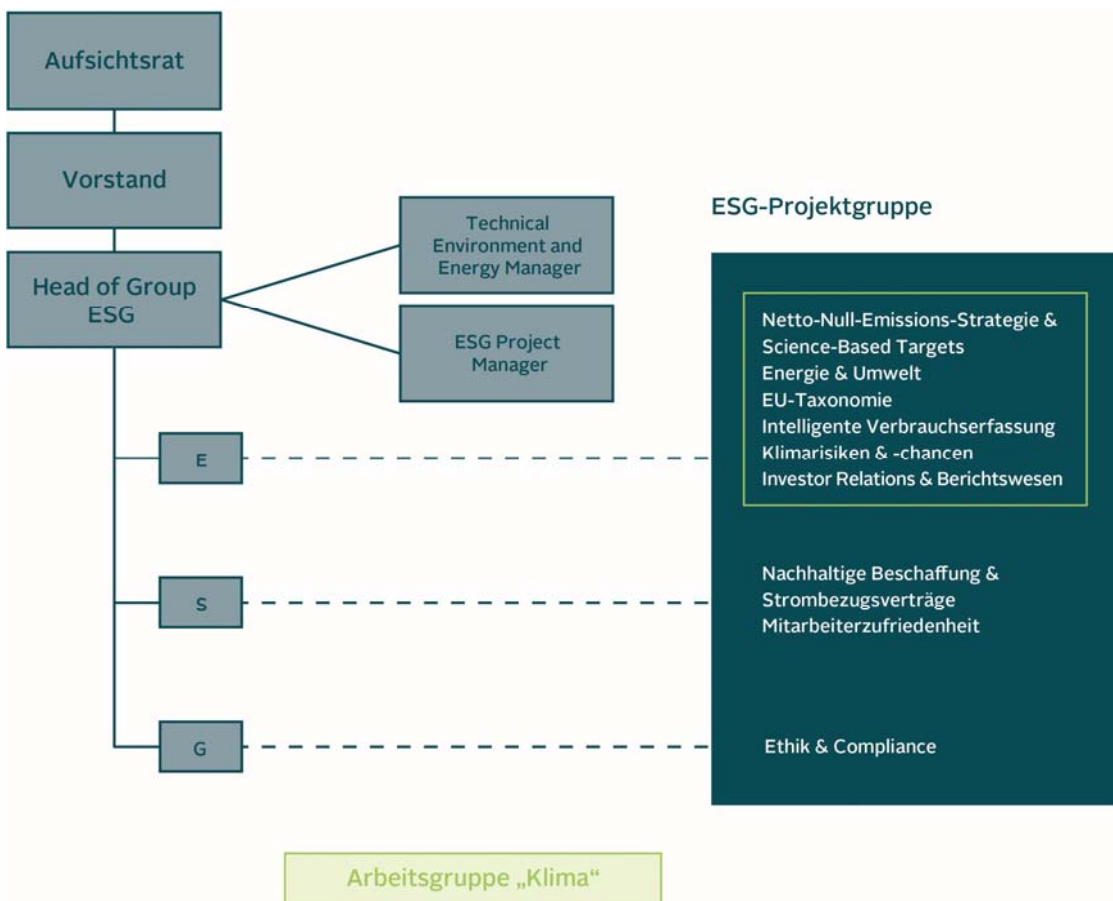 Aufsichtsrat
Vorstand
Head of Group
ESG
Technical
Environment and
Energy Manager
ESG Project
Manager
E
S
G
ESG-Projektgruppe
Netto-Null-Emissions-Strategie &
Science-Based Targets
Energie & Umwelt
EU-Taxonomie
Intelligente Verbrauchserfassung
Klimarisiken & -chancen
Investor Relations & Berichtswesen
Nachhaltige Beschaffung &
Strombezugsverträge
Mitarbeiterzufriedenheit
Ethik & Compliance
Arbeitsgruppe „Klima“